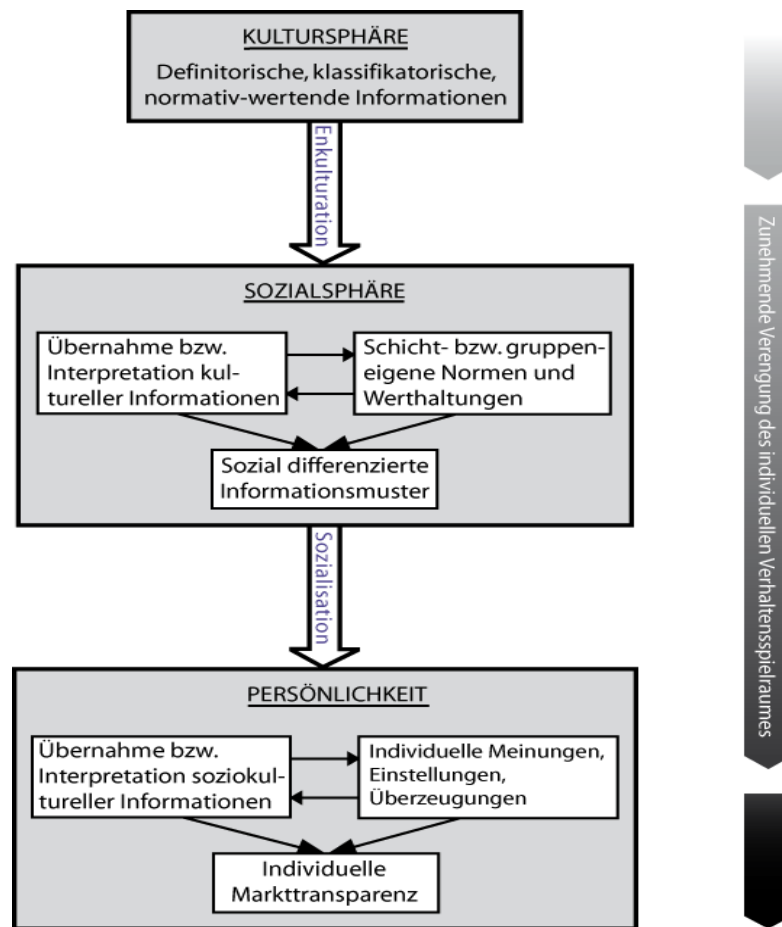 KULTURSPHÄRE
Definitorische, klassifikatorische,
normativ-wertende Informationen
Enkulturation
SOZIALSPHÄRE
Übernahme bzw.
Interpretation kul-
tureller Informationen
Schicht- bzw. gruppen-
eigene Normen und
Werthaltungen
Sozial differenzierte
Informationsmuster
Sozialisation
PERSÖNLICHKEIT
Übernahme bzw.
Interpretation soziokul-
tureller Informationen
Individuelle Meinungen,
Einstellungen,
Überzeugungen
Individuelle
Markttransparenz
Zunehmende Verengung des individuellen Verhaltensspielraumes